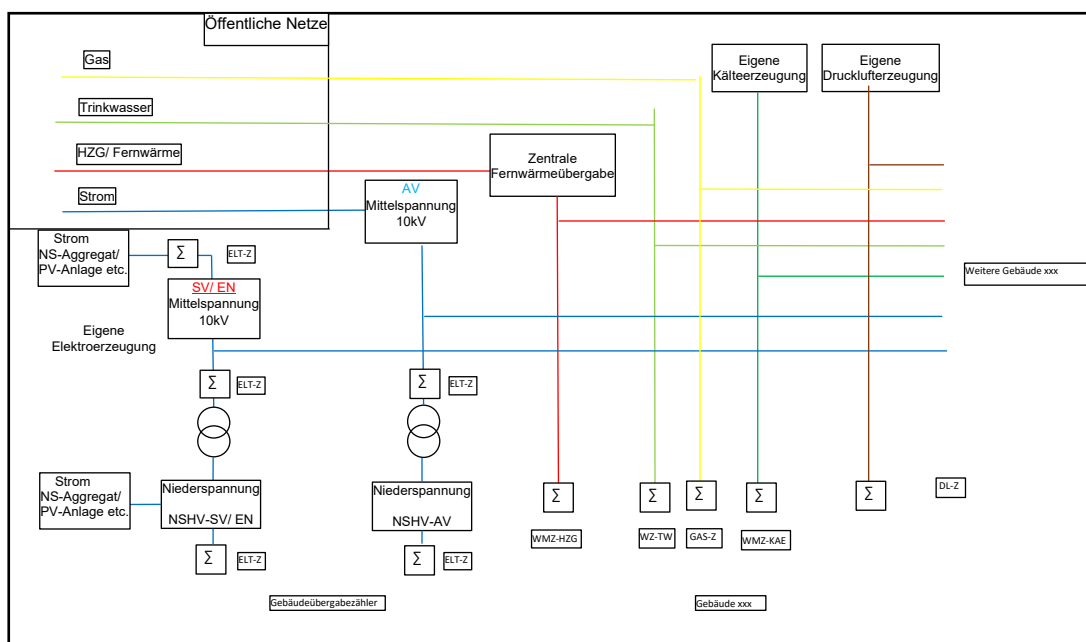 Öffentliche Netze
Gas
Eigene
Kälteerzeugung
Eigene
Drucklufterzeugung
Trinkwasser
HZG/ Fernwärme
Zentrale
Fernwärmeübergabe
Strom
AV
Mittelspannung
10kV
Strom
NS-Aggregat/
PV-Anlage etc.
∑
ELT-Z
Weitere Gebäude xxx
SV/ EN
Mittelspannung
10kV
Eigene
Elektroerzeugung
∑
ELT-Z
∑
ELT-Z
Strom
NS-Aggregat/
PV-Anlage etc.
Niederspannung
NSHV-SV/ EN
Niederspannung
NSHV-AV
∑
∑
∑
∑
∑
DL-Z
WMZ-HZG
WZ-TW
GAS-Z
WMZ-KAE
∑
ELT-Z
∑
ELT-Z
Gebäudeübergabezähler
Gebäude xxx